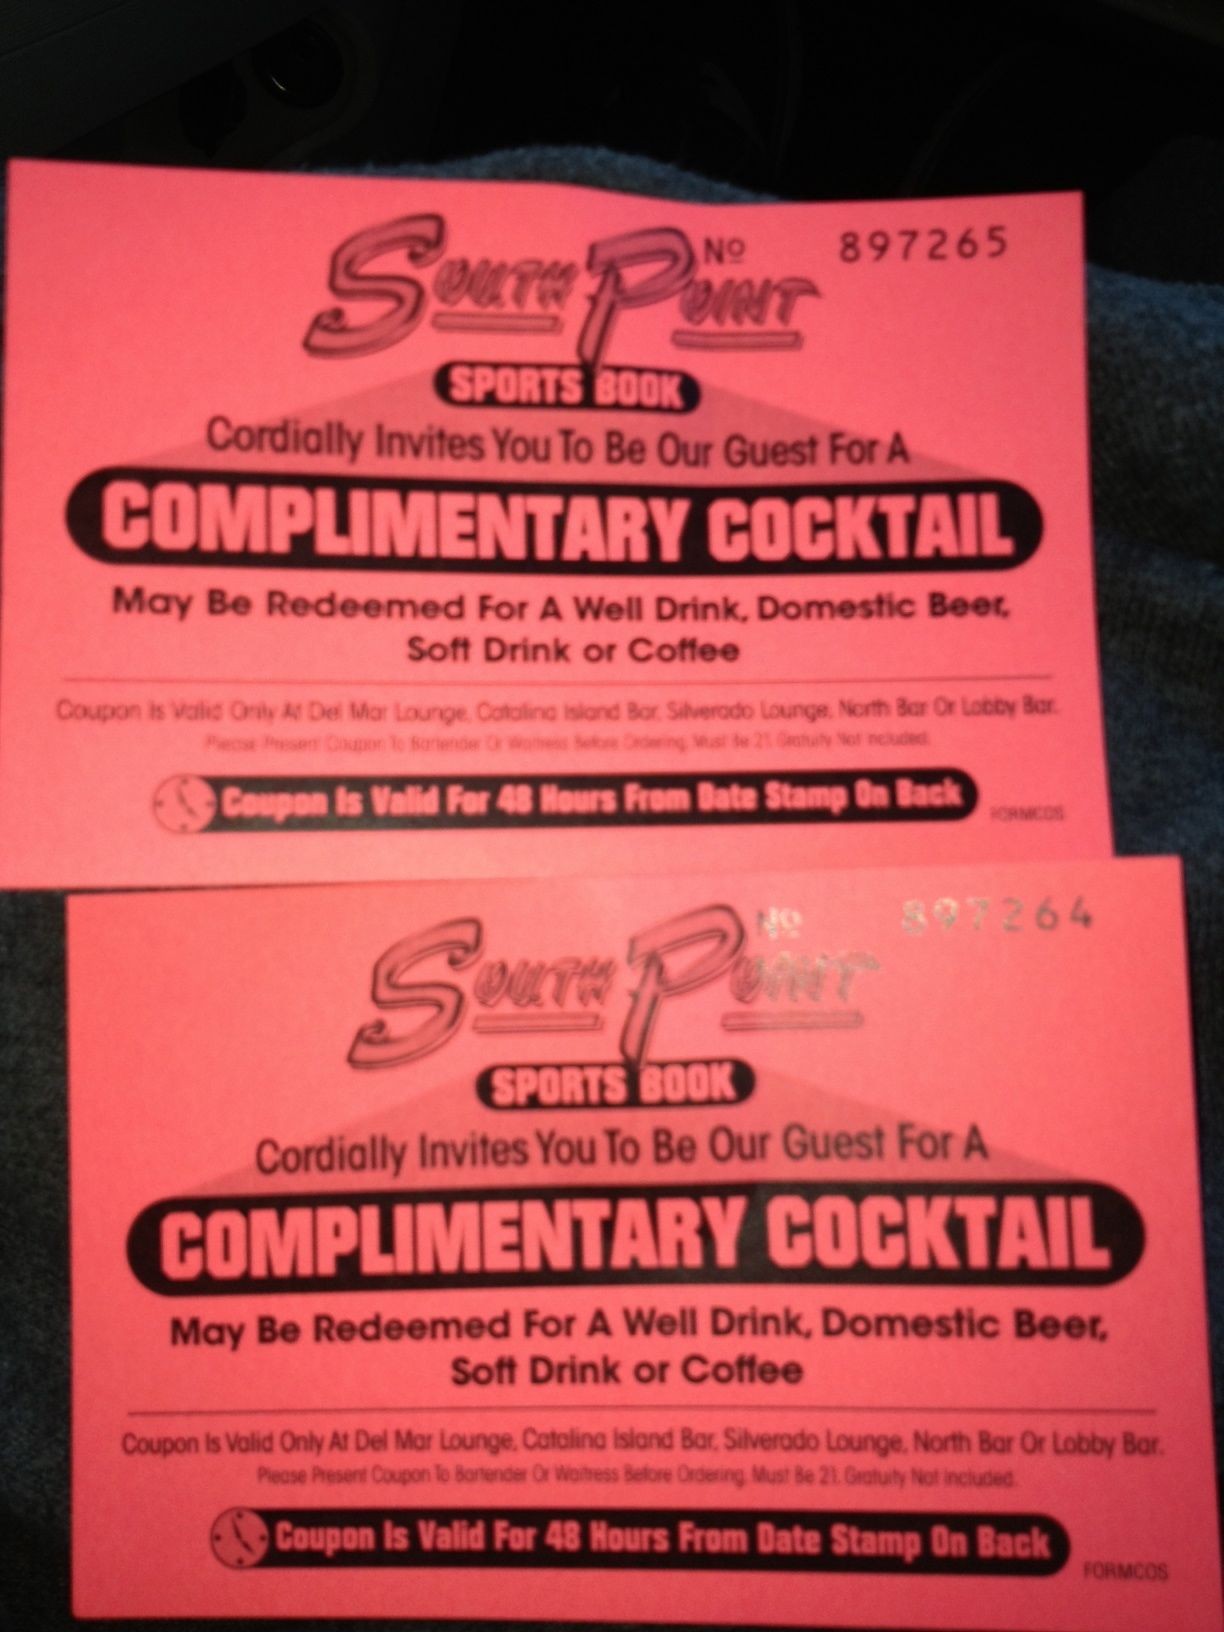 SOUTH POINT
Nº 897265
SPORTS BOOK
Cordially Invites You To Be Our Guest For A
COMPLIMENTARY COCKTAIL
May Be Redeemed For A Well Drink, Domestic Beer,
Soft Drink or Coffee
Coupon Is Valid Only At Del Mar Lounge, Catalina Island Bar, Silverado Lounge, North Bar Or Lobby Bar.
Please Present Coupon To Bartender Or Waitress Before Ordering. Must Be 21. Gratuity Not Included.
Coupon Is Valid For 48 Hours From Date Stamp On Back
FORMCOS
SOUTH POINT
Nº 897264
SPORTS BOOK
Cordially Invites You To Be Our Guest For A
COMPLIMENTARY COCKTAIL
May Be Redeemed For A Well Drink, Domestic Beer,
Soft Drink or Coffee
Coupon Is Valid Only At Del Mar Lounge, Catalina Island Bar, Silverado Lounge, North Bar Or Lobby Bar.
Please Present Coupon To Bartender Or Waitress Before Ordering. Must Be 21. Gratuity Not Included.
Coupon Is Valid For 48 Hours From Date Stamp On Back
FORMCOS